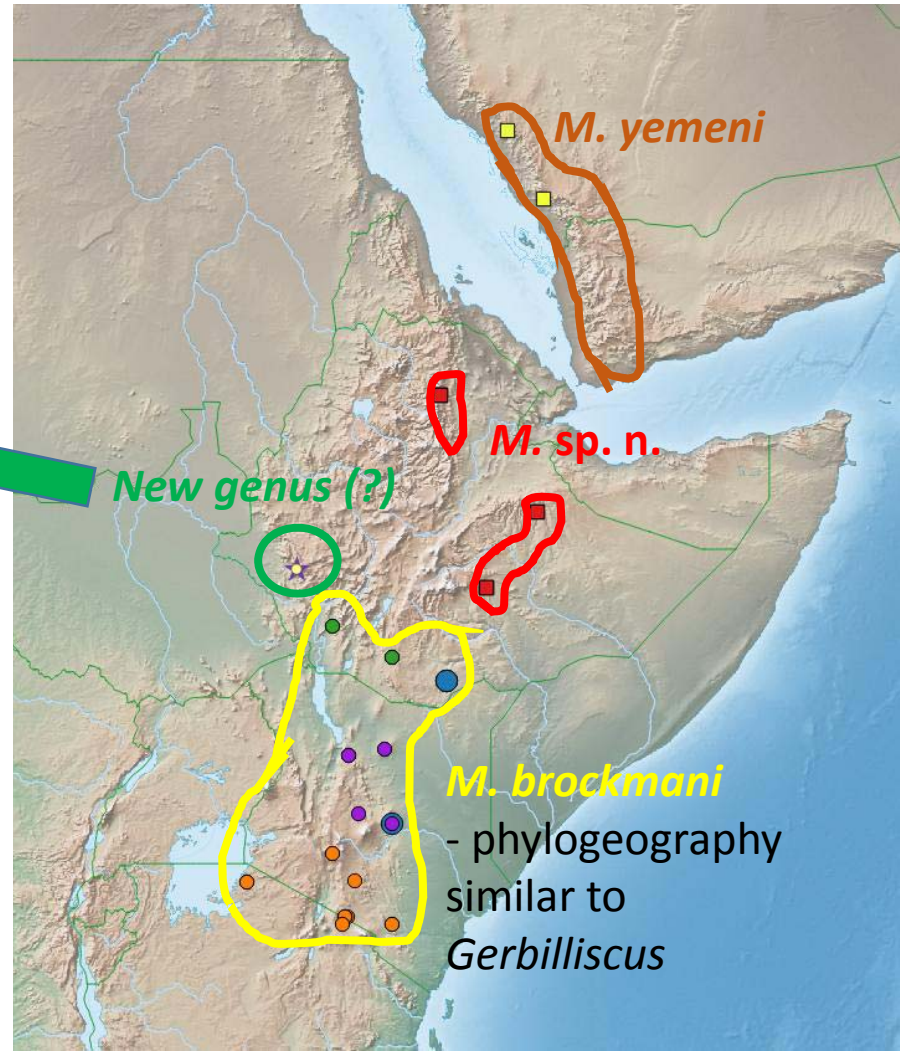 M. yemeni
M. sp. n.
New genus (?)
M. brockmani
- phylogeography
similar to
Gerbilliscus